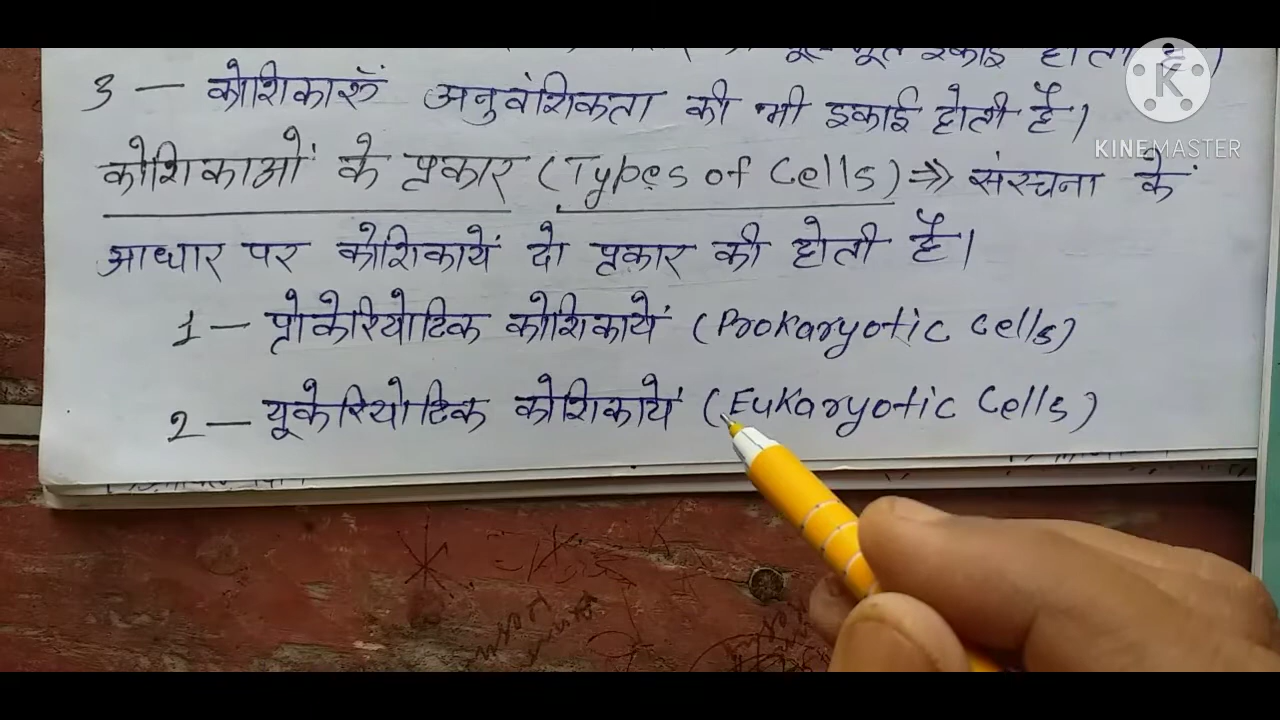 इकाई होती है।
3 — कोशिकाएँ अनुवंशिकता की भी इकाई होती है।
कोशिकाओं के प्रकार (Types of Cells) ⇒ संरचना के
आधार पर कोशिकायें दो प्रकार की होती है।
1 — प्रोकेरियोटिक कोशिकायें (Prokaryotic Cells)
2 — यूकेरियोटिक कोशिकायें (Eukaryotic Cells)
K
KINEMASTER